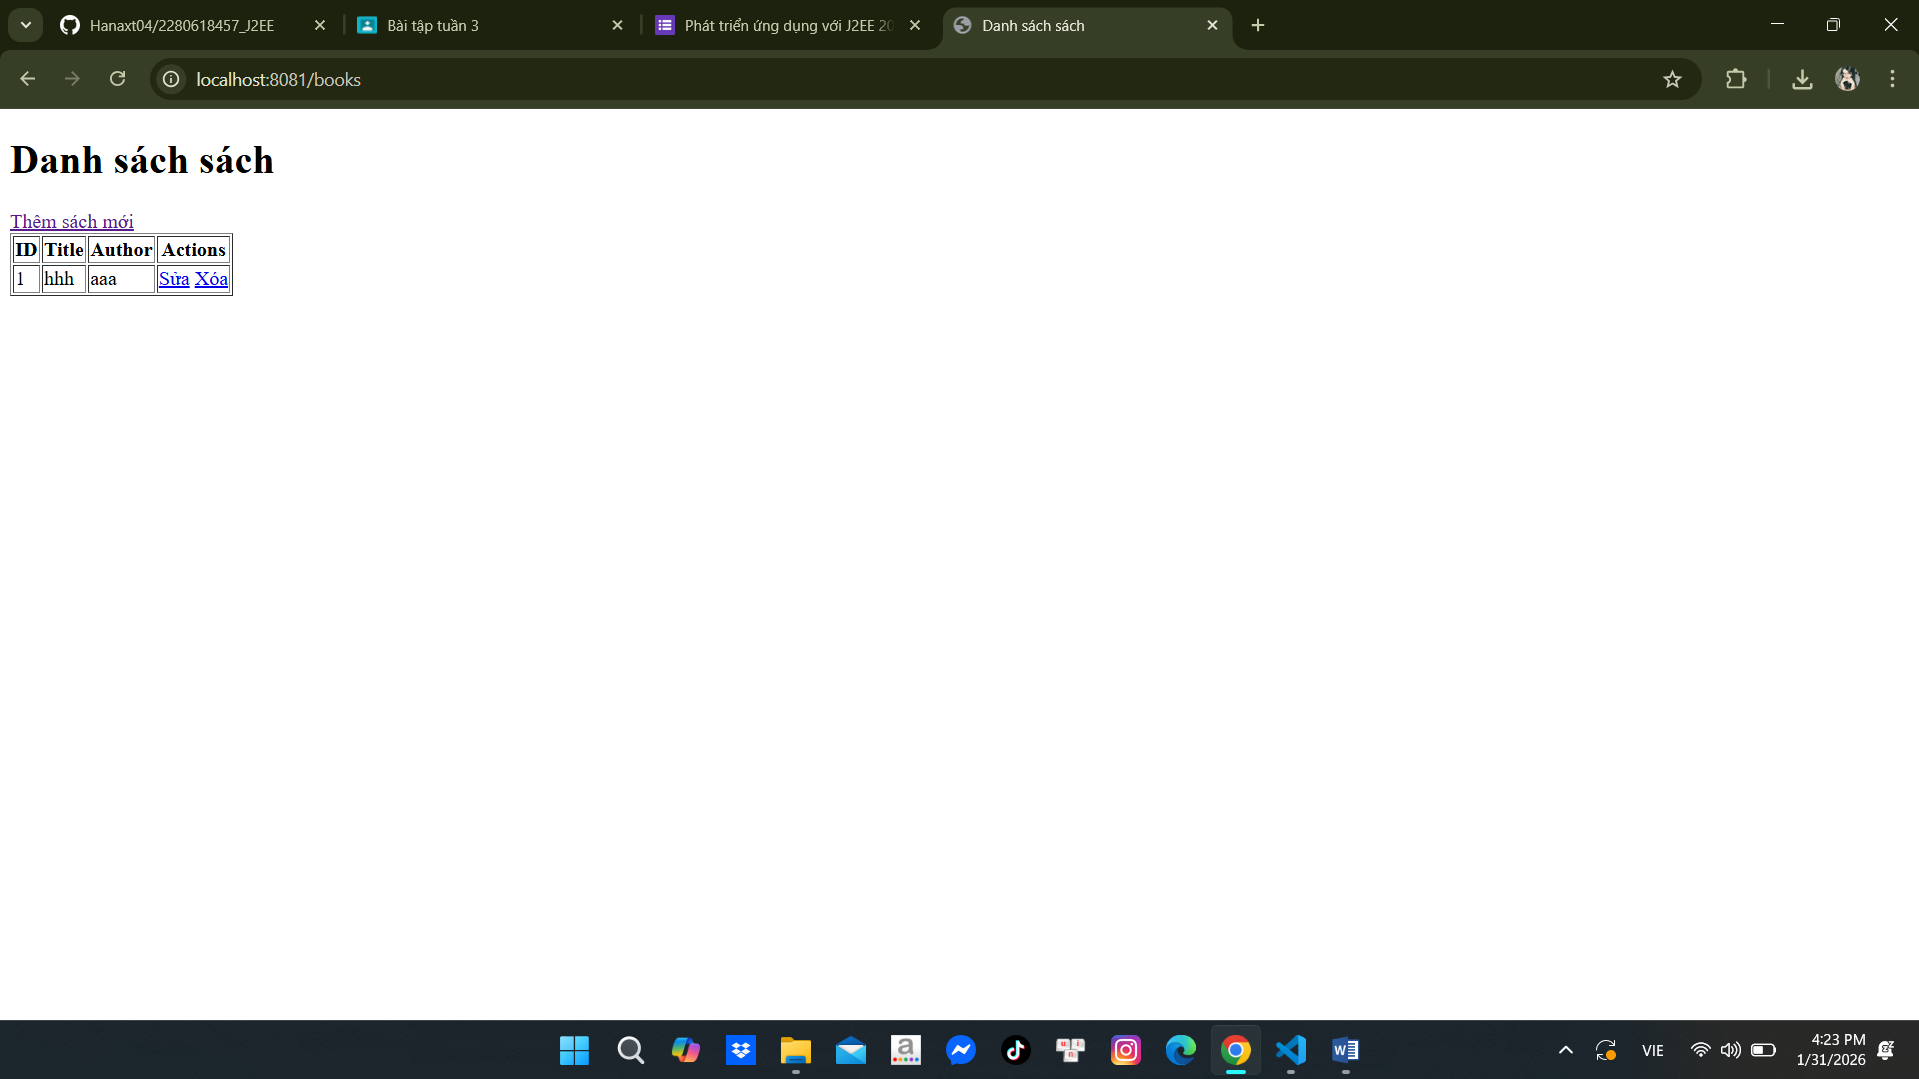 Hanaxt04/2280618457_J2EE
Bài tập tuần 3
Phát triển ứng dụng với J2EE 20
Danh sách sách
localhost:8081/books
Danh sách sách
Thêm sách mới
ID Title Author Actions
1 hhh aaa Sửa Xóa
VIE
4:23 PM
1/31/2026